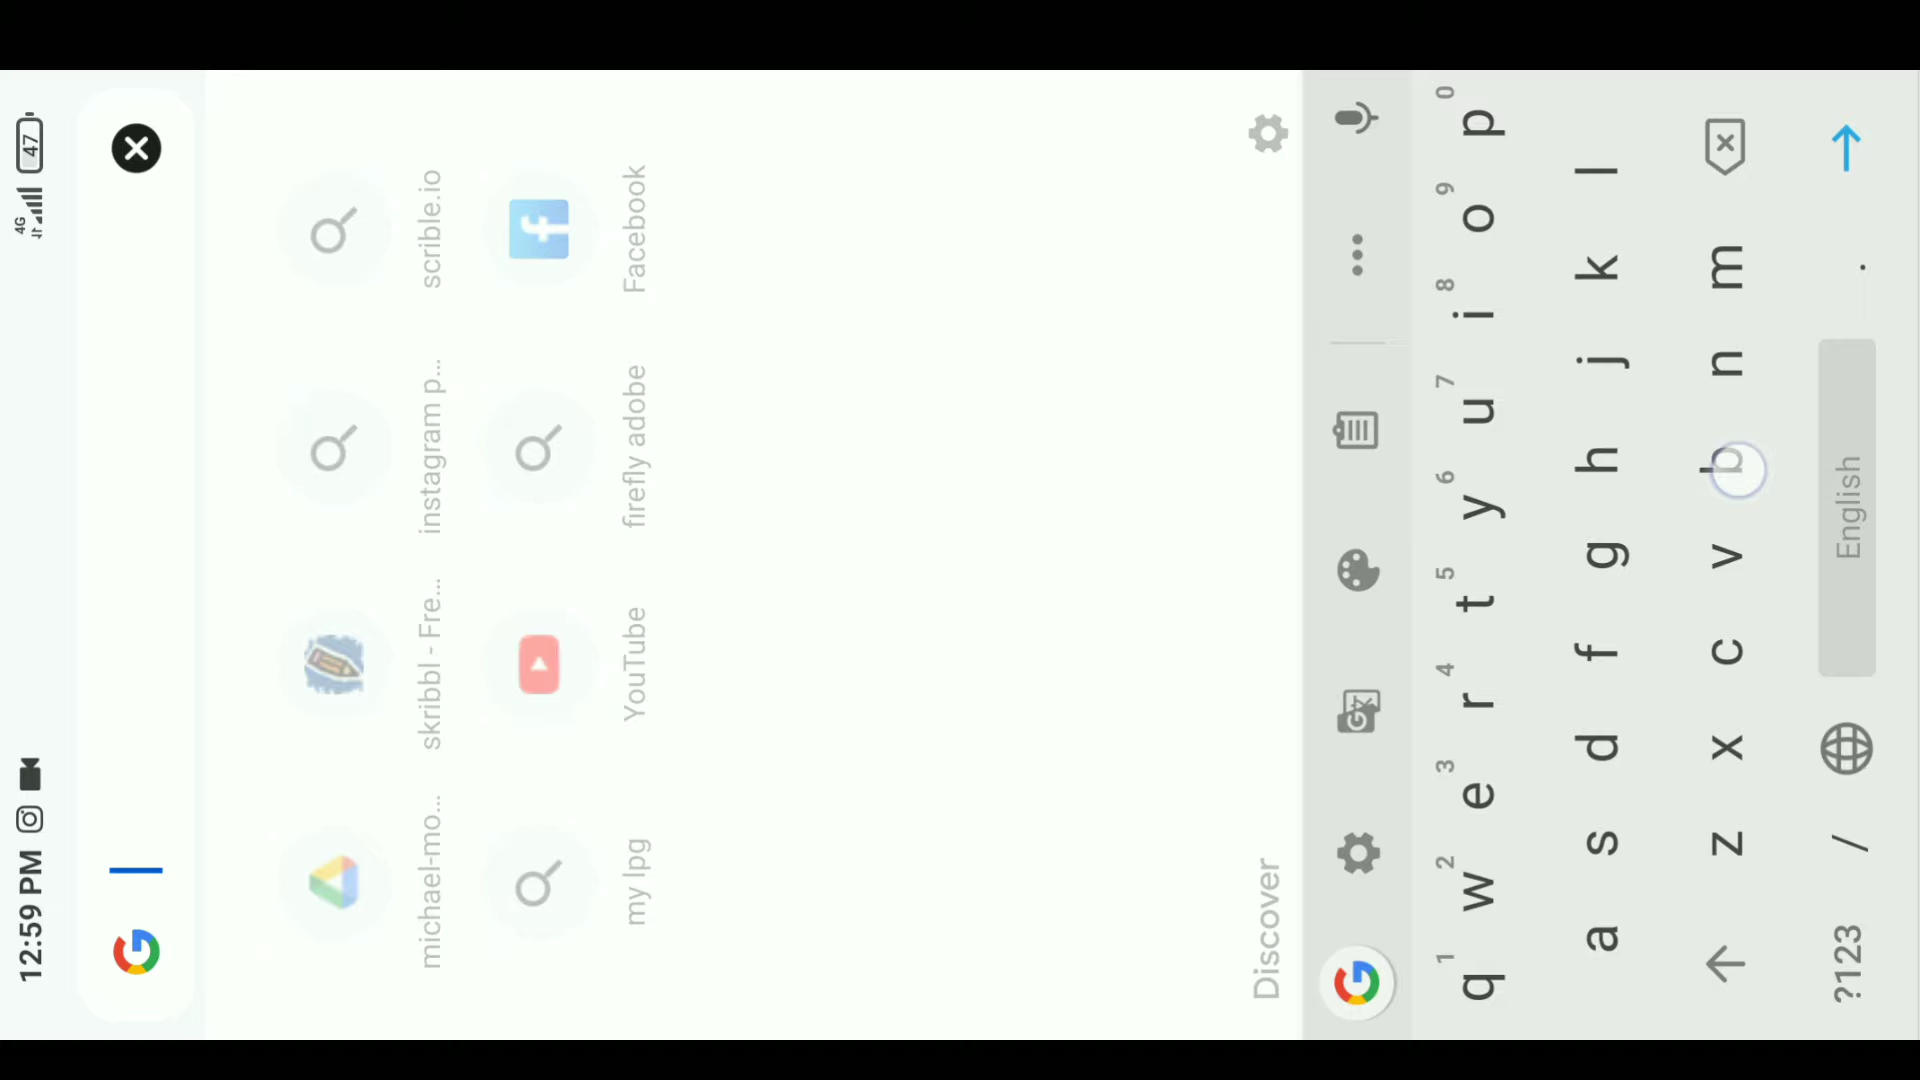 12:59 PM 4G 47
michael-mo... skribbl - Fre... instagram p... scrible.io
my lpg YouTube firefly adobe Facebook
Discover
1 2 3 4 5 6 7 8 9 0
q w e r t y u i o p
a s d f g h j k l
z x c v b n m
?123 / English .